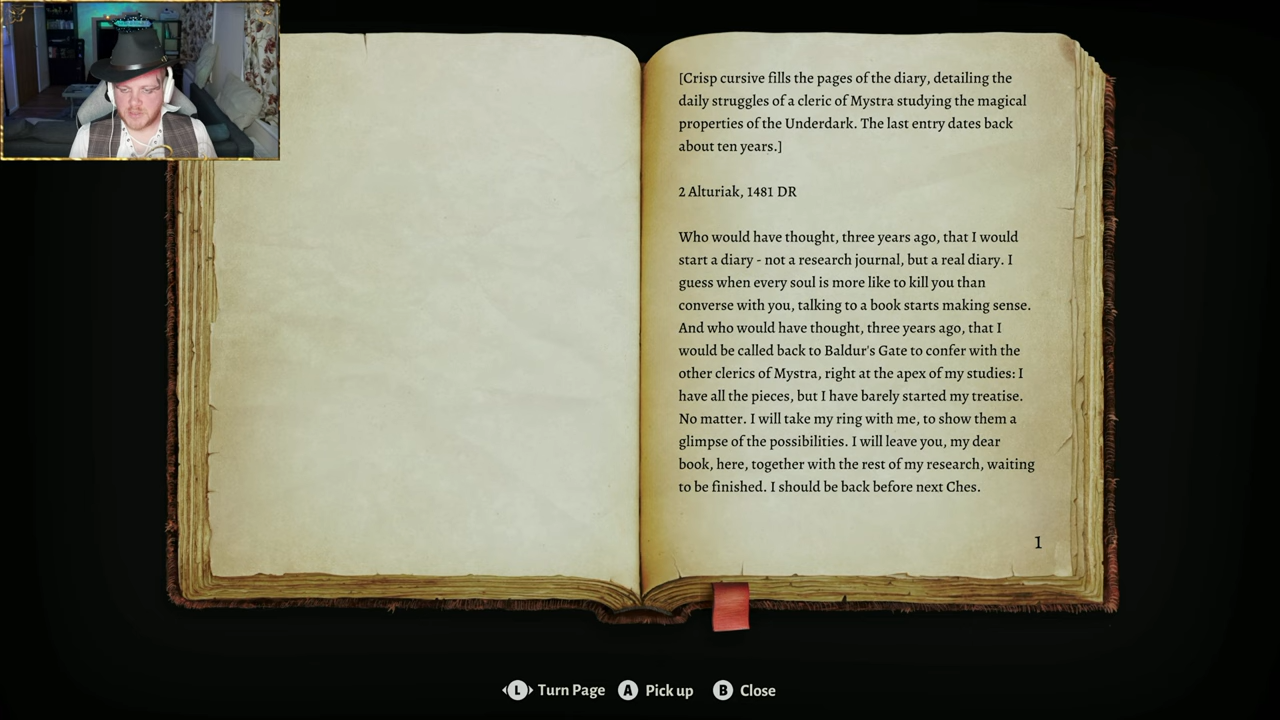 [Crisp cursive fills the pages of the diary, detailing the
daily struggles of a cleric of Mystra studying the magical
properties of the Underdark. The last entry dates back
about ten years.]
2 Alturiak, 1481 DR
Who would have thought, three years ago, that I would
start a diary - not a research journal, but a real diary. I
guess when every soul is more like to kill you than
converse with you, talking to a book starts making sense.
And who would have thought, three years ago, that I
would be called back to Baldur's Gate to confer with the
other clerics of Mystra, right at the apex of my studies: I
have all the pieces, but I have barely started my treatise.
No matter. I will take my ring with me, to show them a
glimpse of the possibilities. I will leave you, my dear
book, here, together with the rest of my research, waiting
to be finished. I should be back before next Ches.
1
L Turn Page A Pick up B Close